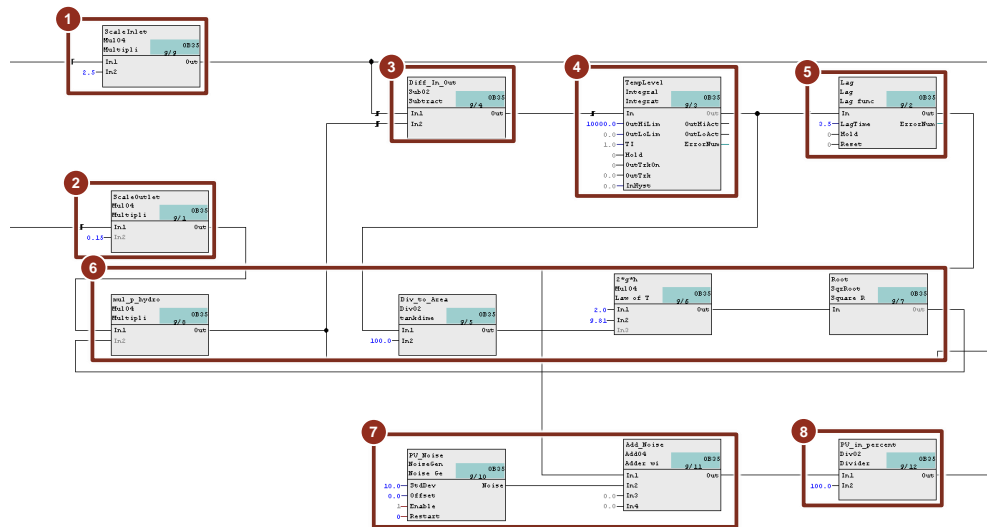 1
ScaleInlet
Mul04
Multipli
OB35
9/9
In1
Out
2.5
In2
3
Diff_In_Out
Sub02
Subtract
OB35
9/4
In1
Out
In2
4
TempLevel
Integral
Integrat
OB35
9/3
In
Out
10000.0
OutHiLim
OutHiAct
0.0
OutLoLim
OutLoAct
1.0
TI
ErrorNum
0
Hold
0
OutTrkOn
0.0
OutTrk
0.0
InHyst
5
Lag
Lag
Lag func
OB35
9/2
In
Out
3.5
LagTime
ErrorNum
0
Hold
0
Reset
2
ScaleOutlet
Mul04
Multipli
OB35
9/1
In1
Out
0.15
In2
6
mul_p_hydro
Mul04
Multipli
OB35
9/8
In1
Out
In2
Div_to_Area
Div02
tankdime
OB35
9/5
In1
Out
100.0
In2
2*g*h
Mul04
Law of T
OB35
9/6
2.0
In1
Out
9.81
In2
In3
Root
SqrRoot
Square R
OB35
9/7
In
Out
7
PV_Noise
NoiseGen
Noise Ge
OB35
9/10
10.0
StdDev
Noise
0.0
Offset
1
Enable
0
Restart
Add_Noise
Add04
Adder wi
OB35
9/11
In1
Out
In2
0.0
In3
0.0
In4
8
PV_in_percent
Div02
Divider
OB35
9/12
In1
Out
100.0
In2